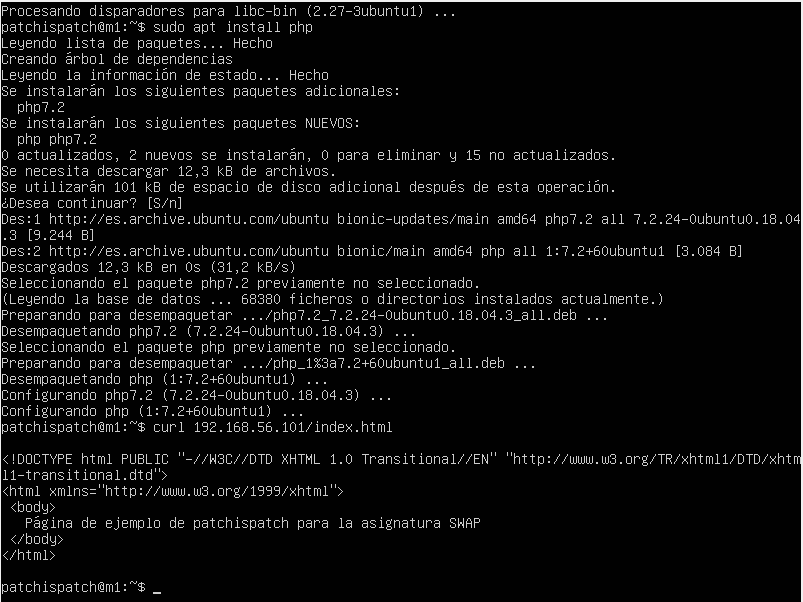 Procesando disparadores para libc-bin (2.27-3ubuntu1) ...
patchispatch@m1:~$ sudo apt install php
Leyendo lista de paquetes... Hecho
Creando árbol de dependencias
Leyendo la información de estado... Hecho
Se instalarán los siguientes paquetes adicionales:
  php7.2
Se instalarán los siguientes paquetes NUEVOS:
  php php7.2
0 actualizados, 2 nuevos se instalarán, 0 para eliminar y 15 no actualizados.
Se necesita descargar 12,3 kB de archivos.
Se utilizarán 101 kB de espacio de disco adicional después de esta operación.
¿Desea continuar? [S/n]
Des:1 http://es.archive.ubuntu.com/ubuntu bionic-updates/main amd64 php7.2 all 7.2.24-0ubuntu0.18.04
.3 [9.244 B]
Des:2 http://es.archive.ubuntu.com/ubuntu bionic/main amd64 php all 1:7.2+60ubuntu1 [3.084 B]
Descargados 12,3 kB en 0s (31,2 kB/s)
Seleccionando el paquete php7.2 previamente no seleccionado.
(Leyendo la base de datos ... 68380 ficheros o directorios instalados actualmente.)
Preparando para desempaquetar .../php7.2_7.2.24-0ubuntu0.18.04.3_all.deb ...
Desempaquetando php7.2 (7.2.24-0ubuntu0.18.04.3) ...
Seleccionando el paquete php previamente no seleccionado.
Preparando para desempaquetar .../php_1%3a7.2+60ubuntu1_all.deb ...
Desempaquetando php (1:7.2+60ubuntu1) ...
Configurando php7.2 (7.2.24-0ubuntu0.18.04.3) ...
Configurando php (1:7.2+60ubuntu1) ...
patchispatch@m1:~$ curl 192.168.56.101/index.html

<!DOCTYPE html PUBLIC "-//W3C//DTD XHTML 1.0 Transitional//EN" "http://www.w3.org/TR/xhtml1/DTD/xhtm
l1-transitional.dtd">
<html xmlns="http://www.w3.org/1999/xhtml">
 <body>
   Página de ejemplo de patchispatch para la asignatura SWAP
 </body>
</html>

patchispatch@m1:~$ _